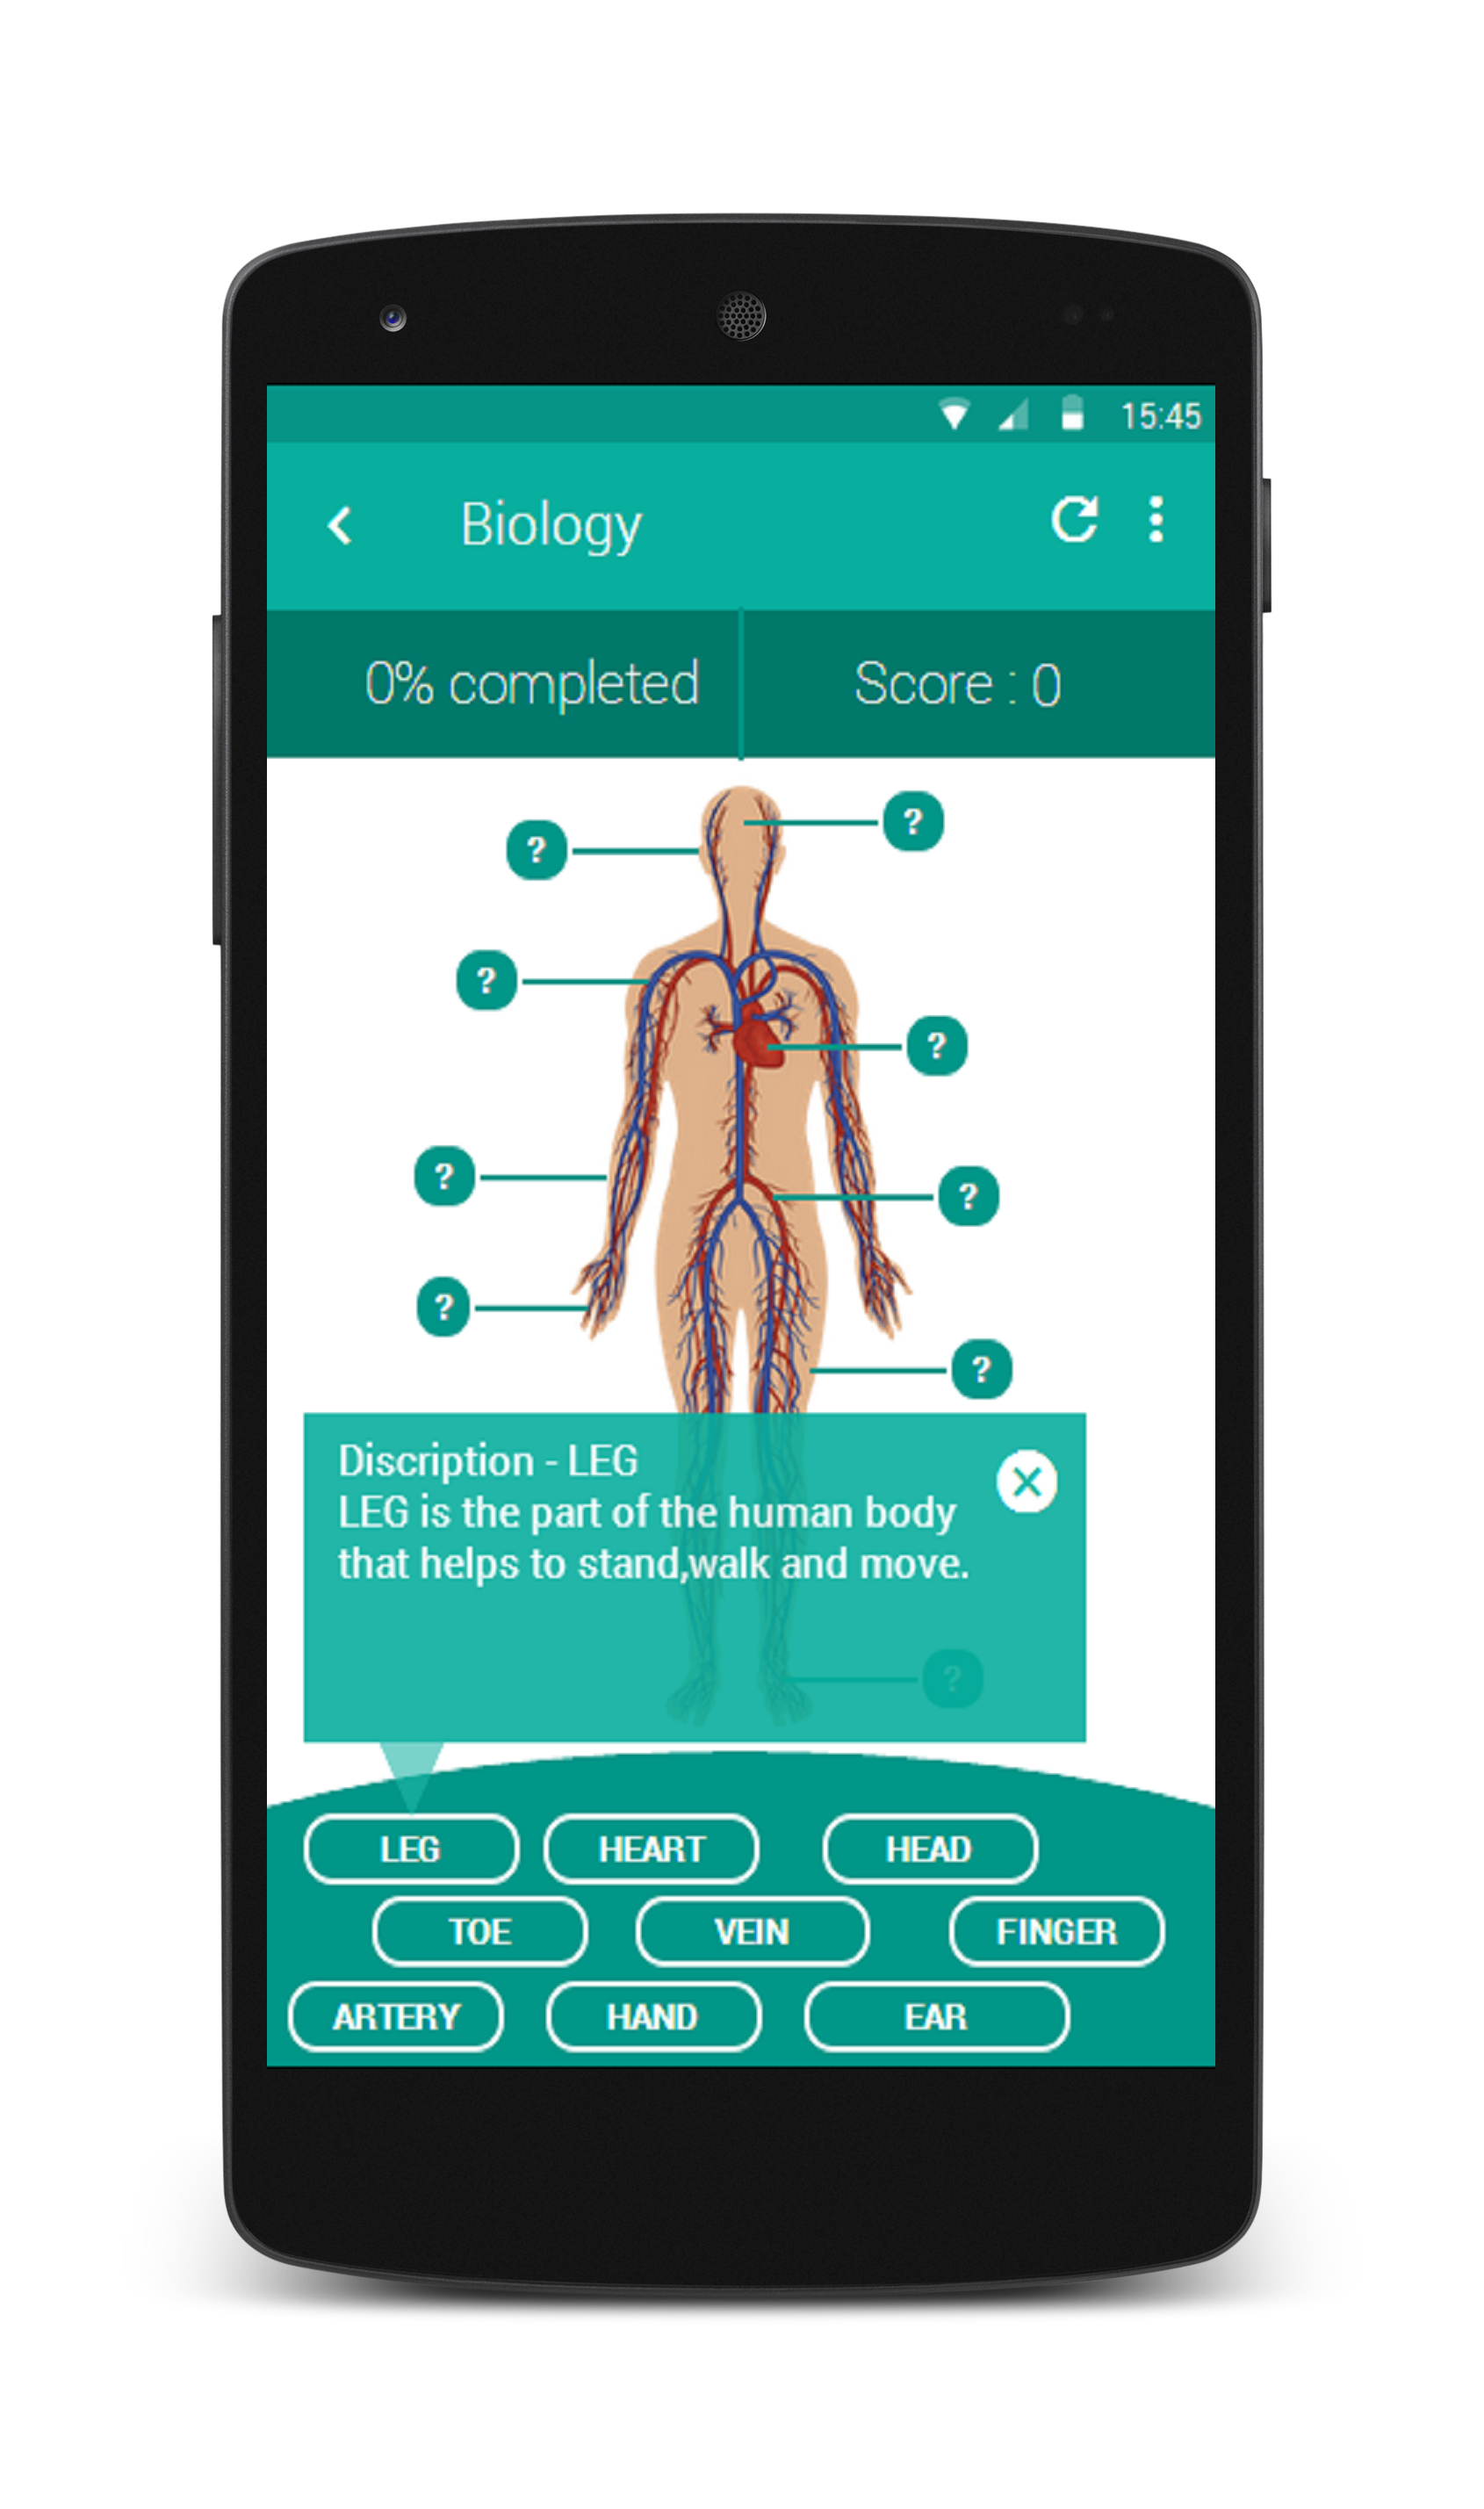 15:45
Biology
0% completed
Score : 0
?
?
?
?
?
?
?
?
Discription - LEG
LEG is the part of the human body
that helps to stand,walk and move.
?
LEG
HEART
HEAD
TOE
VEIN
FINGER
ARTERY
HAND
EAR